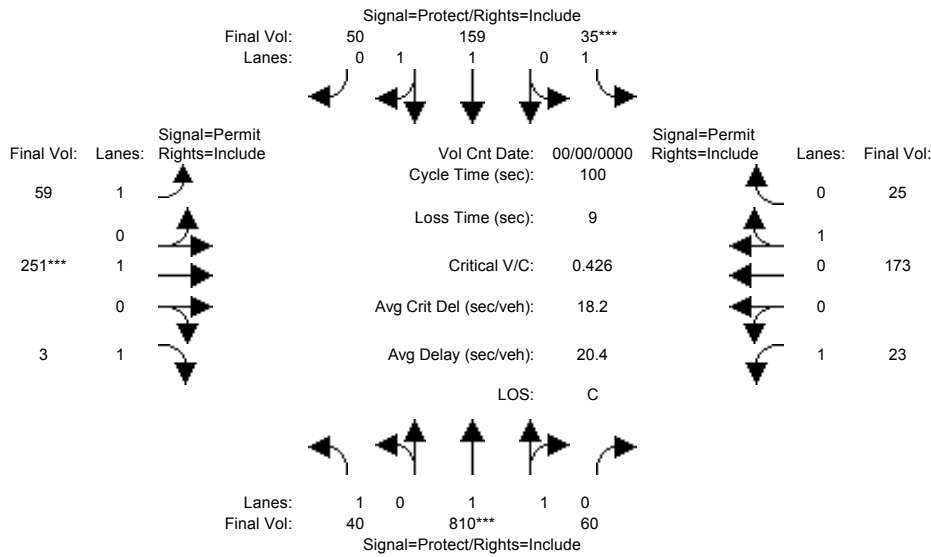 Signal=Protect/Rights=Include
Final Vol: 50 159 35***
Lanes: 0 1 1 0 1
Signal=Permit Signal=Permit
Final Vol: Lanes: Rights=Include Vol Cnt Date: 00/00/0000 Rights=Include Lanes: Final Vol:
Cycle Time (sec): 100
59 1 0 25
Loss Time (sec): 9
0 1
251*** 1 Critical V/C: 0.426 0 173
0 Avg Crit Del (sec/veh): 18.2 0
3 1 Avg Delay (sec/veh): 20.4 1 23
LOS: C
Lanes: 1 0 1 1 0
Final Vol: 40 810*** 60
Signal=Protect/Rights=Include